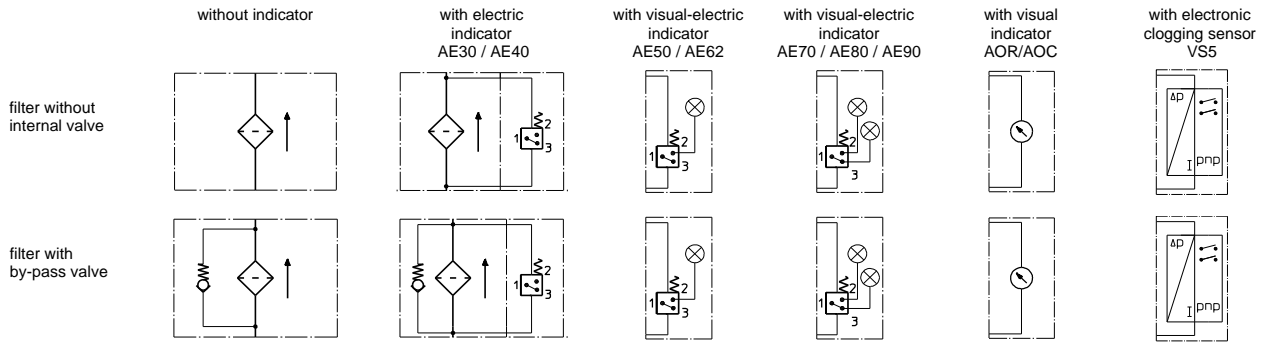 without indicator
with electric
indicator
AE30 / AE40
with visual-electric
indicator
AE50 / AE62
with visual-electric
indicator
AE70 / AE80 / AE90
with visual
indicator
AOR/AOC
with electronic
clogging sensor
VS5
filter without
internal valve
1 2 3
1 2 3
1 2 3
Δp
I pnp
filter with
by-pass valve
1 2 3
1 2 3
1 2 3
Δp
I pnp